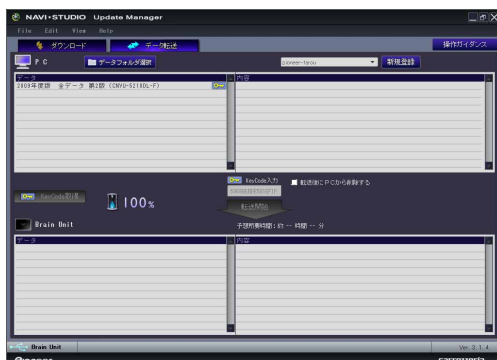 NAVI*STUDIO Update Manager
File Edit View Help
ダウンロード データ転送 操作ガイダンス
PC データフォルダ選択 pioneer-tarou 新規登録
データ 内容
2009年度版 全データ 第2版 (CNVU-5210DL-F)
KeyCode入力 転送後にPCから削除する
KeyCode取得 100%
転送開始
Brain Unit 予想所要時間:約 -- 時間 -- 分
データ 内容
Brain Unit Ver. 3.1.4
Pioneer carrozzeria